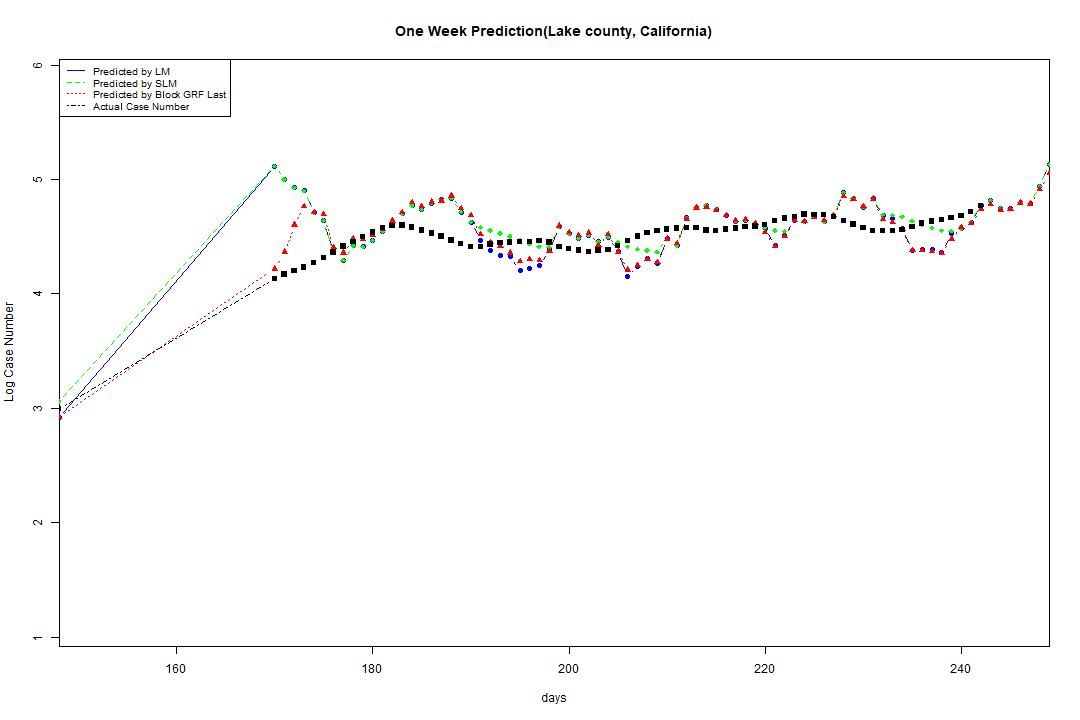 One Week Prediction(Lake county, California)
Predicted by LM
Predicted by SLM
Predicted by Block GRF Last
Actual Case Number
6
5
4
3
2
1
Log Case Number
160 180 200 220 240
days